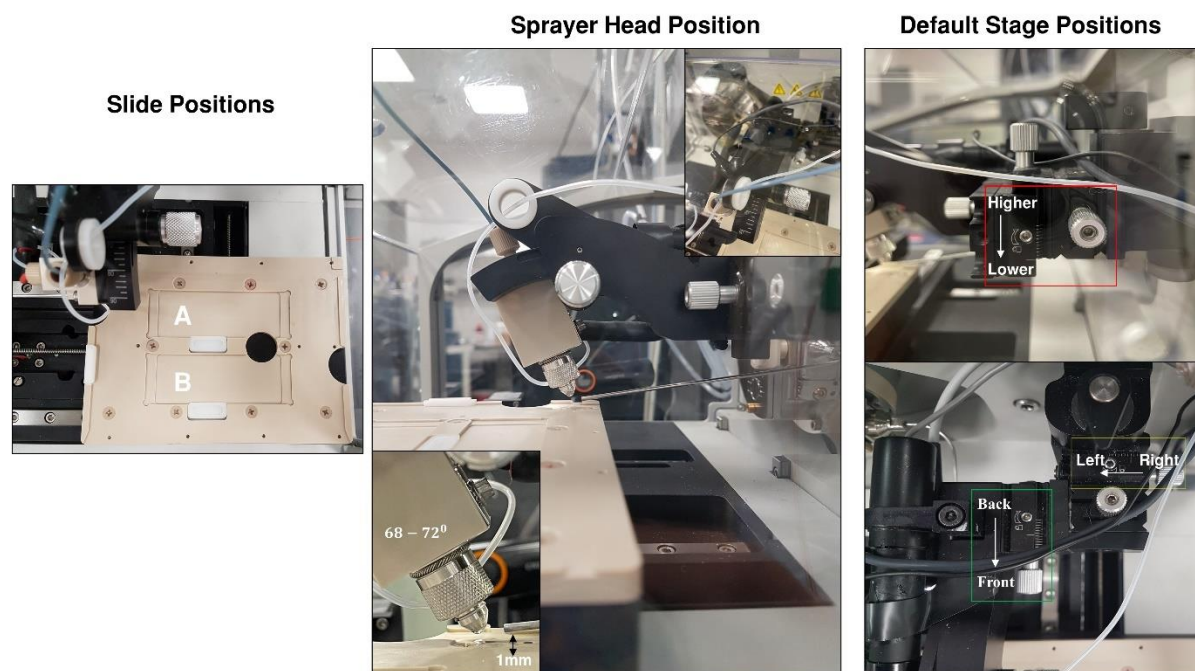 Sprayer Head Position
Default Stage Positions
Slide Positions
A
B
68 – 72⁰
1mm
Higher
Lower
Left
Right
Back
Front